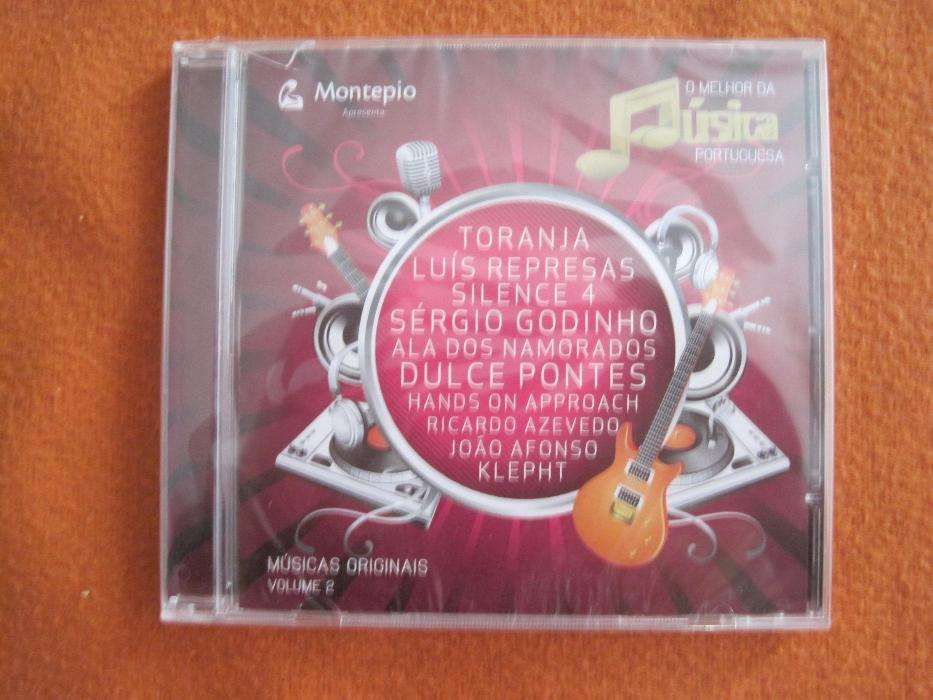 Montepio
Apresenta
O MELHOR DA
Música
PORTUGUESA
TORANJA
LUÍS REPRESAS
SILENCE 4
SÉRGIO GODINHO
ALA DOS NAMORADOS
DULCE PONTES
HANDS ON APPROACH
RICARDO AZEVEDO
JOÃO AFONSO
KLEPHT
MÚSICAS ORIGINAIS
VOLUME 2